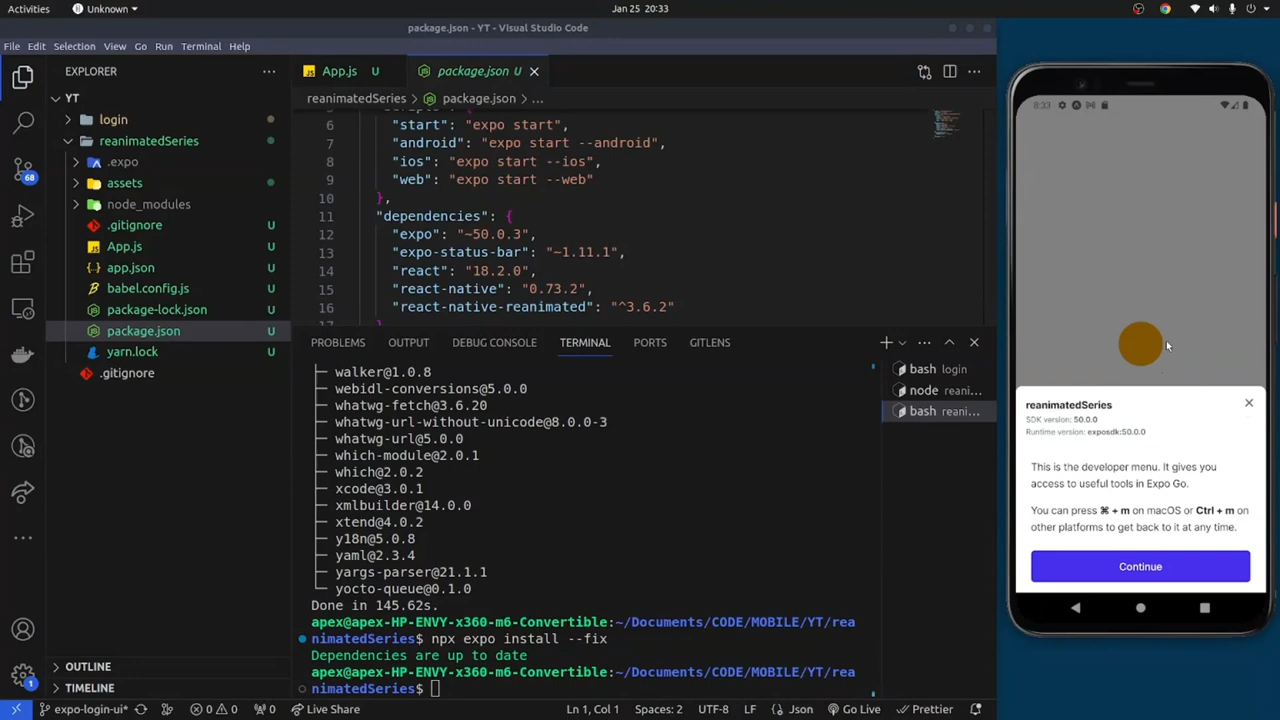 Activities
Unknown
Jan 25 20:33
package.json - YT - Visual Studio Code
File Edit Selection View Go Run Terminal Help
EXPLORER
YT
login
reanimatedSeries
.expo
assets
node_modules
.gitignore U
App.js U
app.json U
babel.config.js U
package-lock.json U
package.json U
yarn.lock U
.gitignore
OUTLINE
TIMELINE
68
1
App.js U
package.json U
reanimatedSeries > package.json > ...
6 "start": "expo start",
7 "android": "expo start --android",
8 "ios": "expo start --ios",
9 "web": "expo start --web"
10 },
11 "dependencies": {
12 "expo": "~50.0.3",
13 "expo-status-bar": "~1.11.1",
14 "react": "18.2.0",
15 "react-native": "0.73.2",
16 "react-native-reanimated": "^3.6.2"
17 }
PROBLEMS OUTPUT DEBUG CONSOLE TERMINAL PORTS GITLENS
├─ walker@1.0.8
├─ webidl-conversions@5.0.0
├─ whatwg-fetch@3.6.20
├─ whatwg-url-without-unicode@8.0.0-3
├─ whatwg-url@5.0.0
├─ which-module@2.0.1
├─ which@2.0.2
├─ xcode@3.0.1
├─ xmlbuilder@14.0.0
├─ xtend@4.0.2
├─ y18n@5.0.8
├─ yaml@2.3.4
├─ yargs-parser@21.1.1
└─ yocto-queue@0.1.0
Done in 145.62s.
apex@apex-HP-ENVY-x360-m6-Convertible:~/Documents/CODE/MOBILE/YT/rea
nimatedSeries$ npx expo install --fix
Dependencies are up to date
apex@apex-HP-ENVY-x360-m6-Convertible:~/Documents/CODE/MOBILE/YT/rea
nimatedSeries$
bash login
node reani...
bash reani...
expo-login-ui* 0 0 0 Live Share Ln 1, Col 1 Spaces: 2 UTF-8 LF Json Go Live Prettier
8:33
reanimatedSeries
SDK version: 50.0.0
Runtime version: exposdk:50.0.0
This is the developer menu. It gives you
access to useful tools in Expo Go.
You can press ⌘ + m on macOS or Ctrl + m on
other platforms to get back to it at any time.
Continue